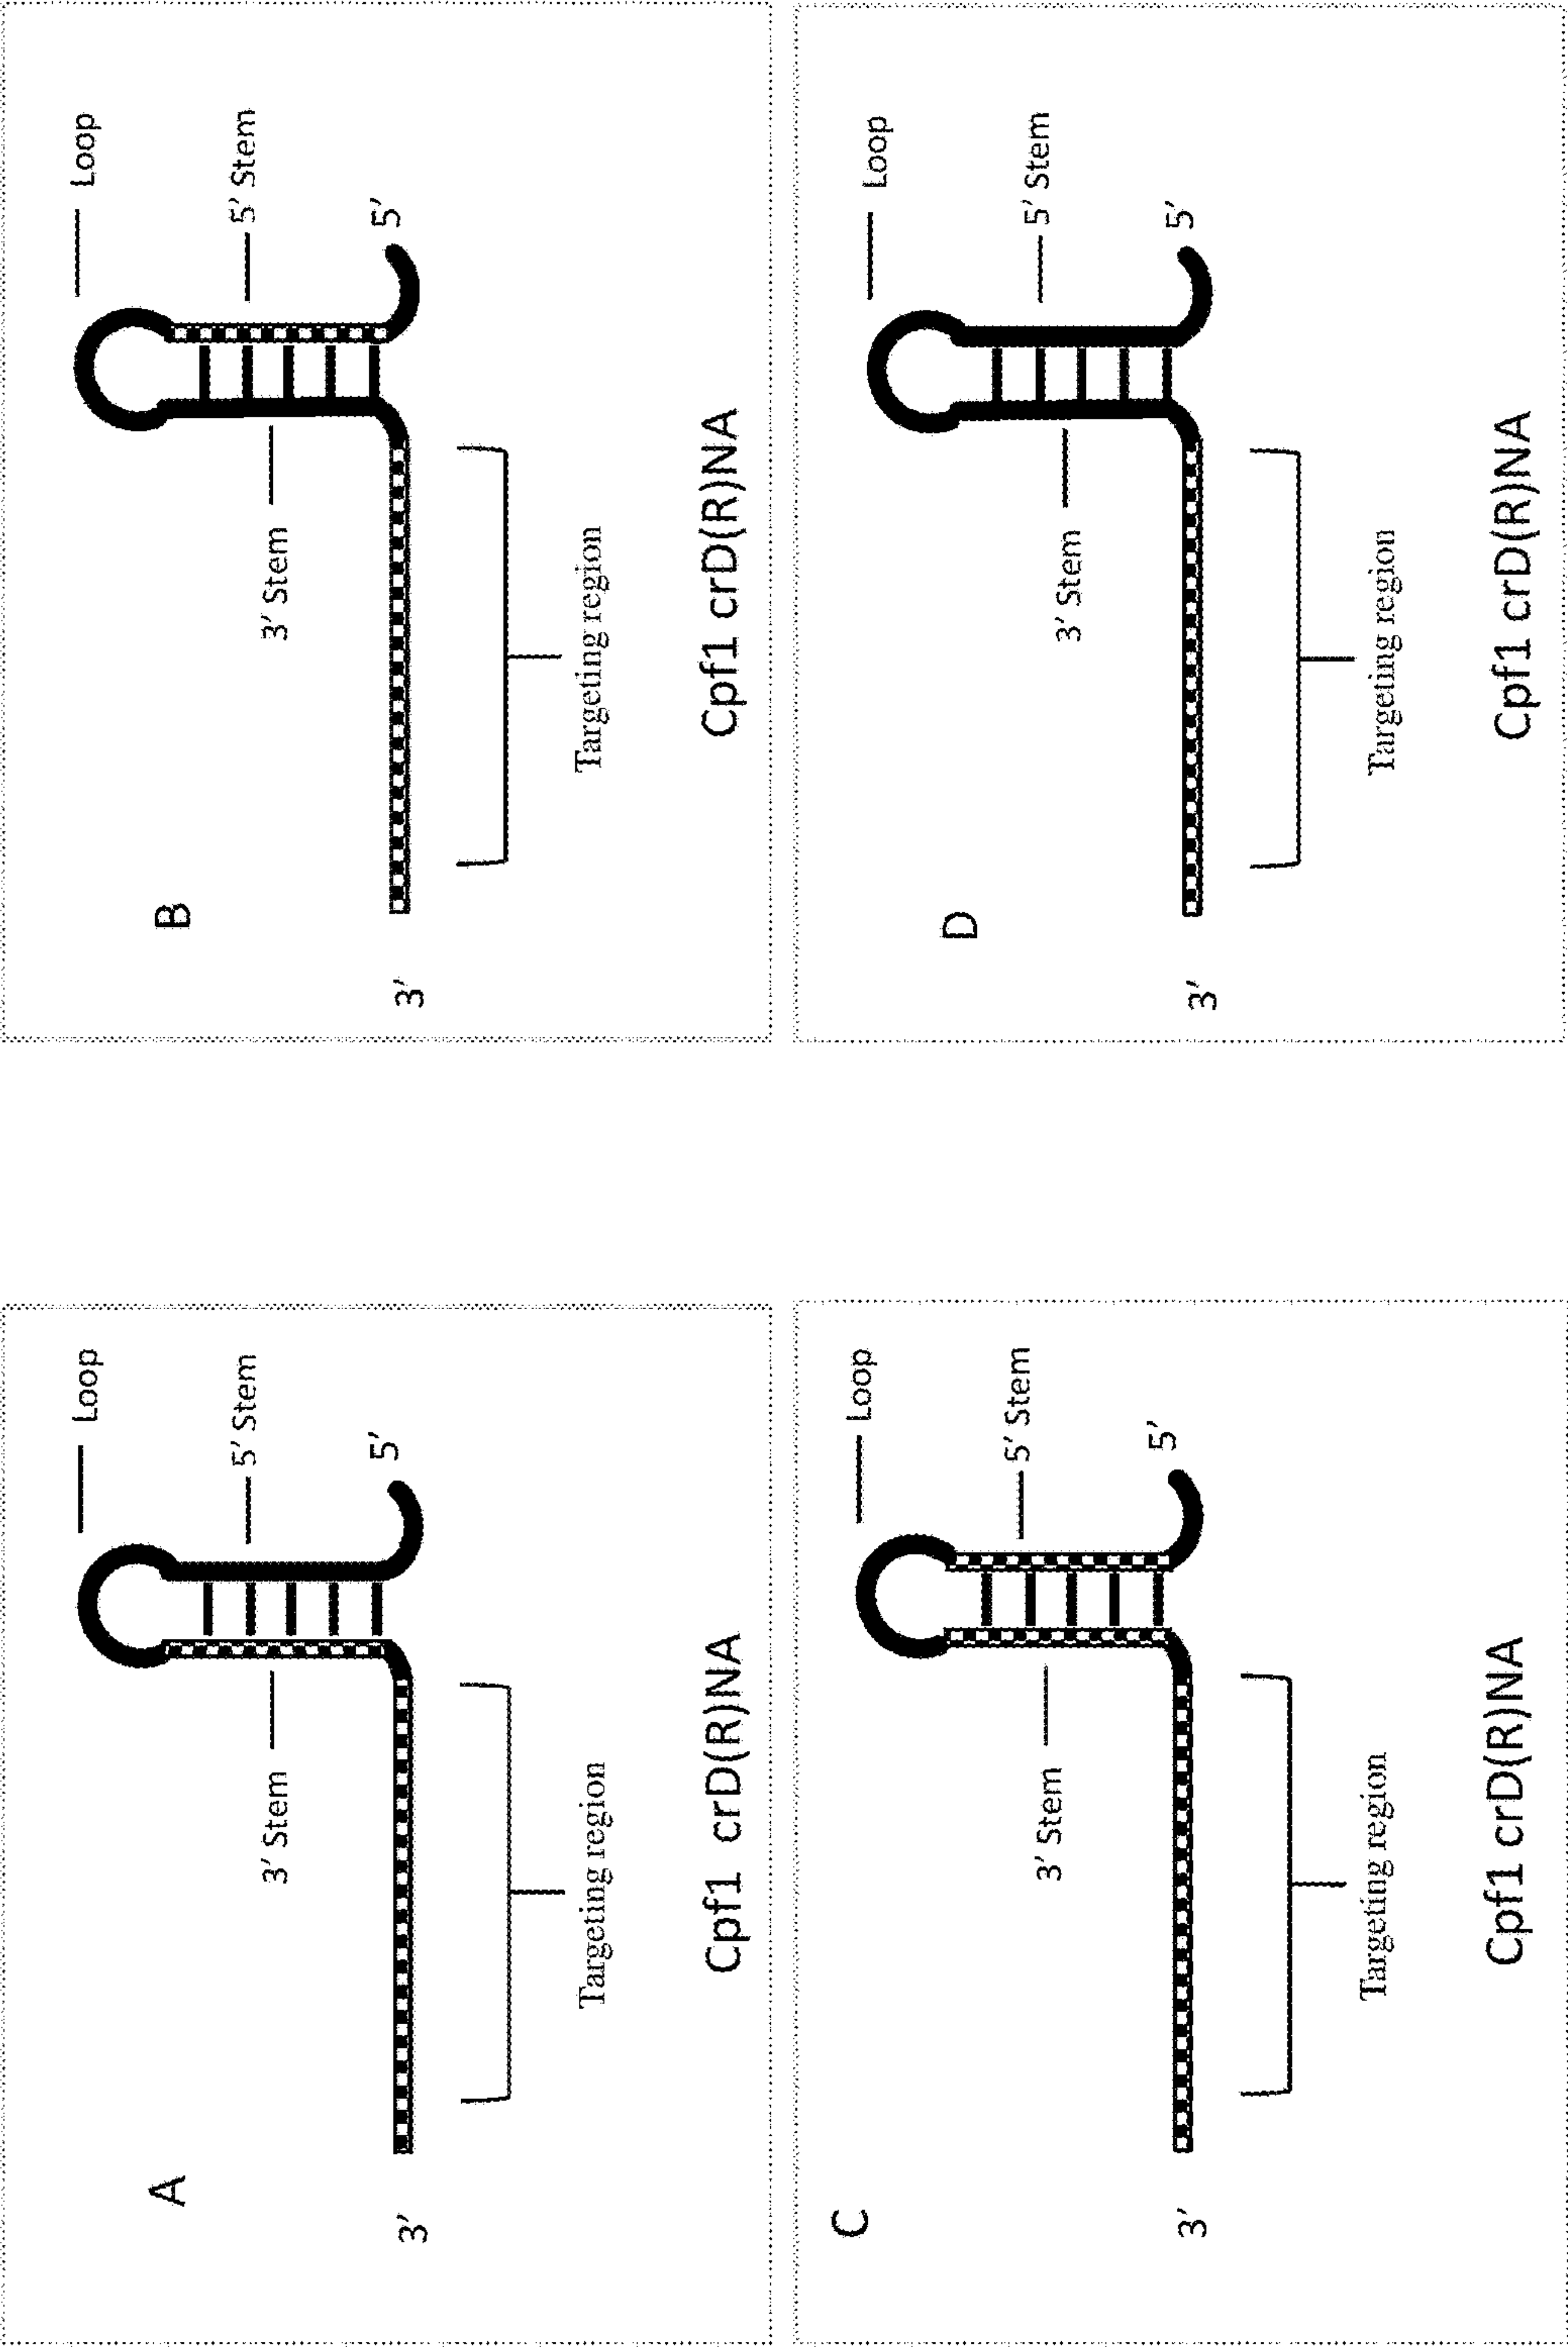 A
Loop
5' Stem
3' Stem
5'
3'
Targeting region
Cpf1 crD(R)NA
B
Loop
5' Stem
3' Stem
5'
3'
Targeting region
Cpf1 crD(R)NA
C
Loop
5' Stem
3' Stem
5'
3'
Targeting region
Cpf1 crD(R)NA
D
Loop
5' Stem
3' Stem
5'
3'
Targeting region
Cpf1 crD(R)NA